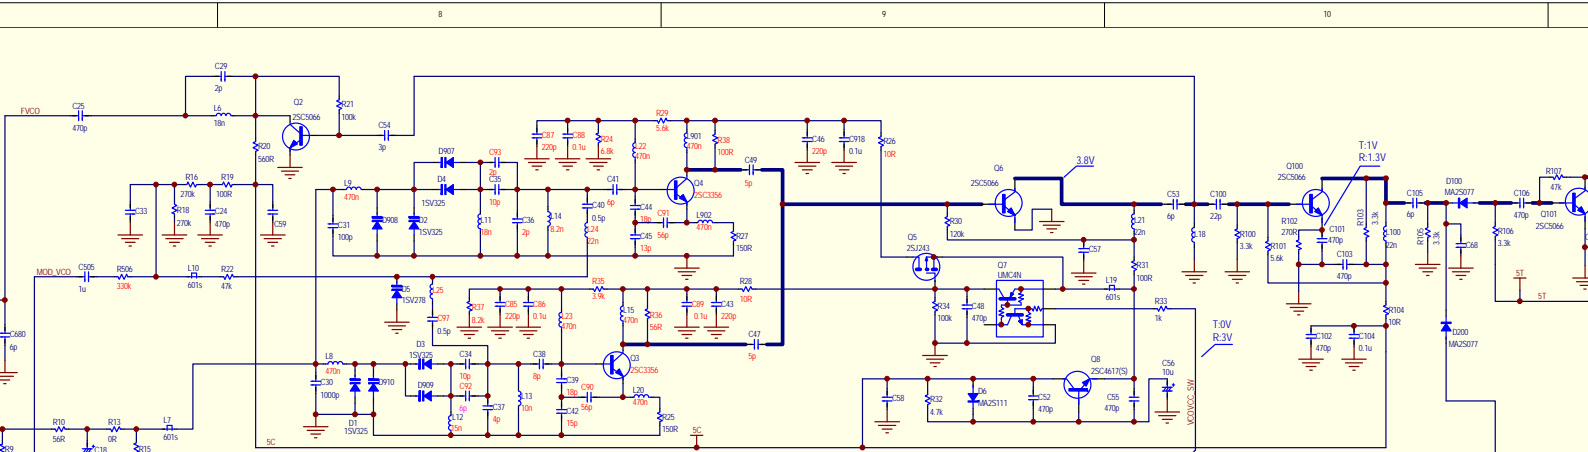 8
9
10
C29
2p
FVCO
C25
470p
L6
18n
Q2
2SC5066
R21
100k
C54
3p
R20
560R
D907
C93
2p
D4
1SV325
C35
10p
L9
470n
C87
220p
C88
0.1u
R24
6.8k
L22
470n
R29
5.6k
L901
470n
R38
100R
C49
5p
C46
220p
C918
0.1u
R26
10R
Q4
2SC3356
C41
6p
R16
270k
R19
100R
C33
R18
270k
C24
470p
C59
C31
100p
D908
D2
1SV325
L11
18n
C36
2p
L14
8.2n
C40
0.5p
L24
22n
C44
18p
C91
56p
C45
13p
L902
470n
R27
150R
Q6
2SC5066
3.8V
R30
120k
Q5
2SJ243
Q7
UMC4N
C57
L21
22n
R31
100R
L19
601s
R33
1k
C53
6p
C100
22p
L18
R100
3.3k
R101
5.6k
Q100
2SC5066
T:1V
R:1.3V
R102
270R
C101
470p
C103
470p
R103
3.3k
L100
22n
C105
6p
R105
3.3k
D100
MA2S077
C68
R106
3.3k
C106
470p
R107
47k
Q101
2SC5066
5T
5T
MOD_VCO
C505
1u
R506
330k
L10
601s
R22
47k
D5
1SV278
L25
C97
0.5p
R37
8.2k
C85
220p
C86
0.1u
R35
3.9k
L23
470n
L15
470n
R36
56R
C89
0.1u
C43
220p
R28
10R
C47
5p
R34
100k
C48
470p
T:0V
R:3V
R104
10R
C102
470p
C104
0.1u
D200
MA2S077
C680
6p
L8
470n
C30
1000p
D910
D1
1SV325
D3
1SV325
D909
C34
10p
C92
6p
L12
15n
C37
4p
L13
10n
C38
8p
Q3
2SC3356
C39
18p
C90
56p
C42
15p
L20
470n
R25
150R
C58
R32
4.7k
D6
MA2S111
C52
470p
Q8
2SC4617(S)
C55
470p
C56
10u
VCOVCC_SW
R10
56R
R13
0R
L7
601s
5C
5C
R9
C18
R15